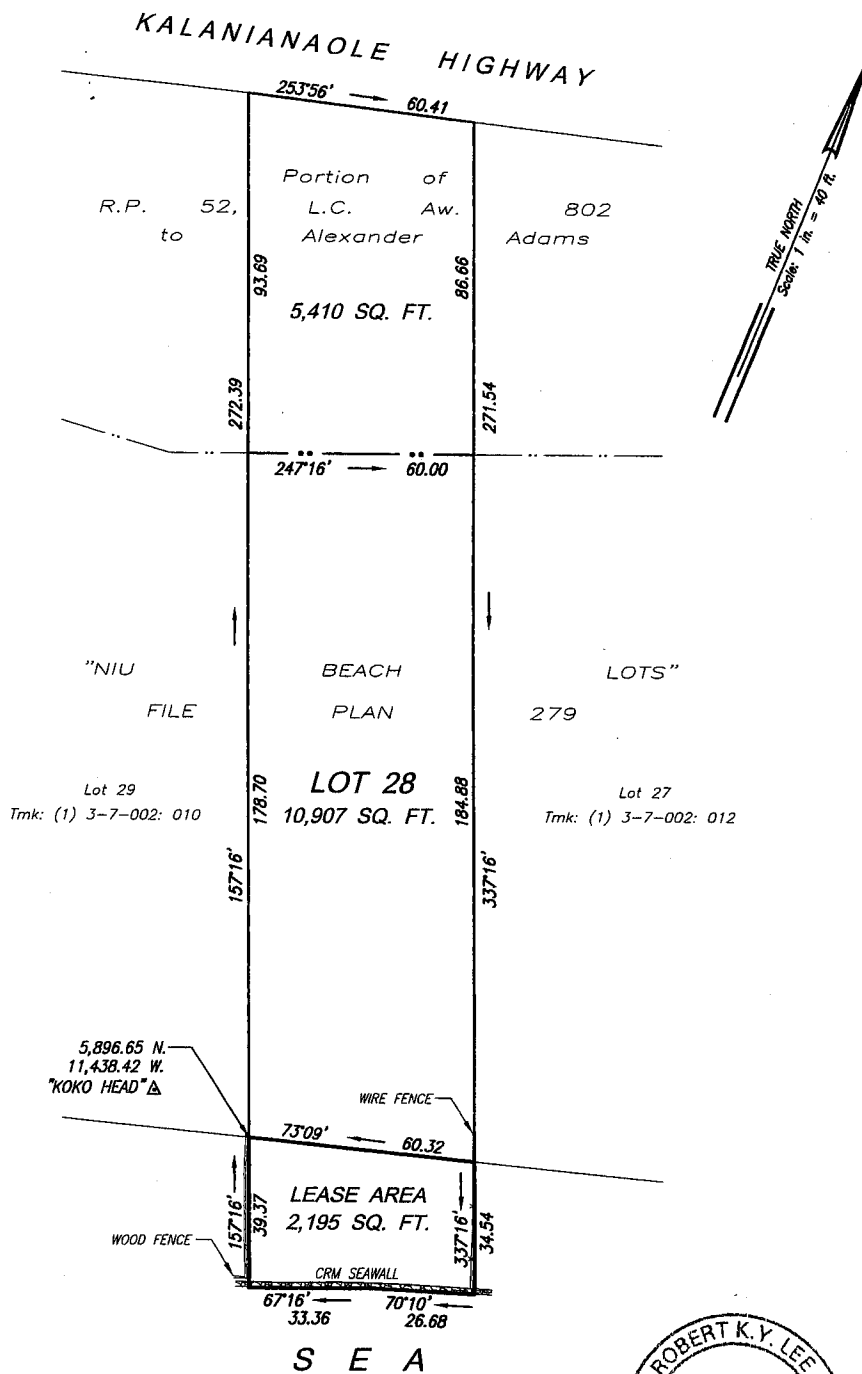 KALANIANAOLE HIGHWAY
253°56' 60.41
Portion of
R.P. 52, L.C. Aw. 802
to Alexander Adams
93.69
86.66
5,410 SQ. FT.
272.39
271.54
TRUE NORTH
Scale: 1 in. = 40 ft.
247°16' 60.00
"NIU BEACH LOTS"
FILE PLAN 279
Lot 29
Tmk: (1) 3-7-002: 010
178.70
LOT 28
10,907 SQ. FT.
184.88
Lot 27
Tmk: (1) 3-7-002: 012
157°16'
337°16'
5,896.65 N.
11,438.42 W.
"KOKO HEAD"
WIRE FENCE
73°09' 60.32
157°16'
39.37
LEASE AREA
2,195 SQ. FT.
337°16'
34.54
WOOD FENCE
CRM SEAWALL
67°16' 70°10'
33.36 26.68
SEA
ROBERT K.Y. LEE